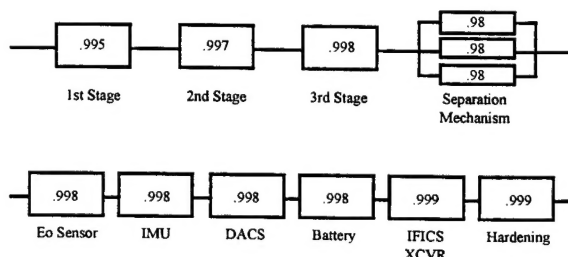 .98
.995 .997 .998 .98
.98
1st Stage 2nd Stage 3rd Stage Separation
Mechanism
.998 .998 .998 .998 .999 .999
Eo Sensor IMU DACS Battery IFICS Hardening
XCVR